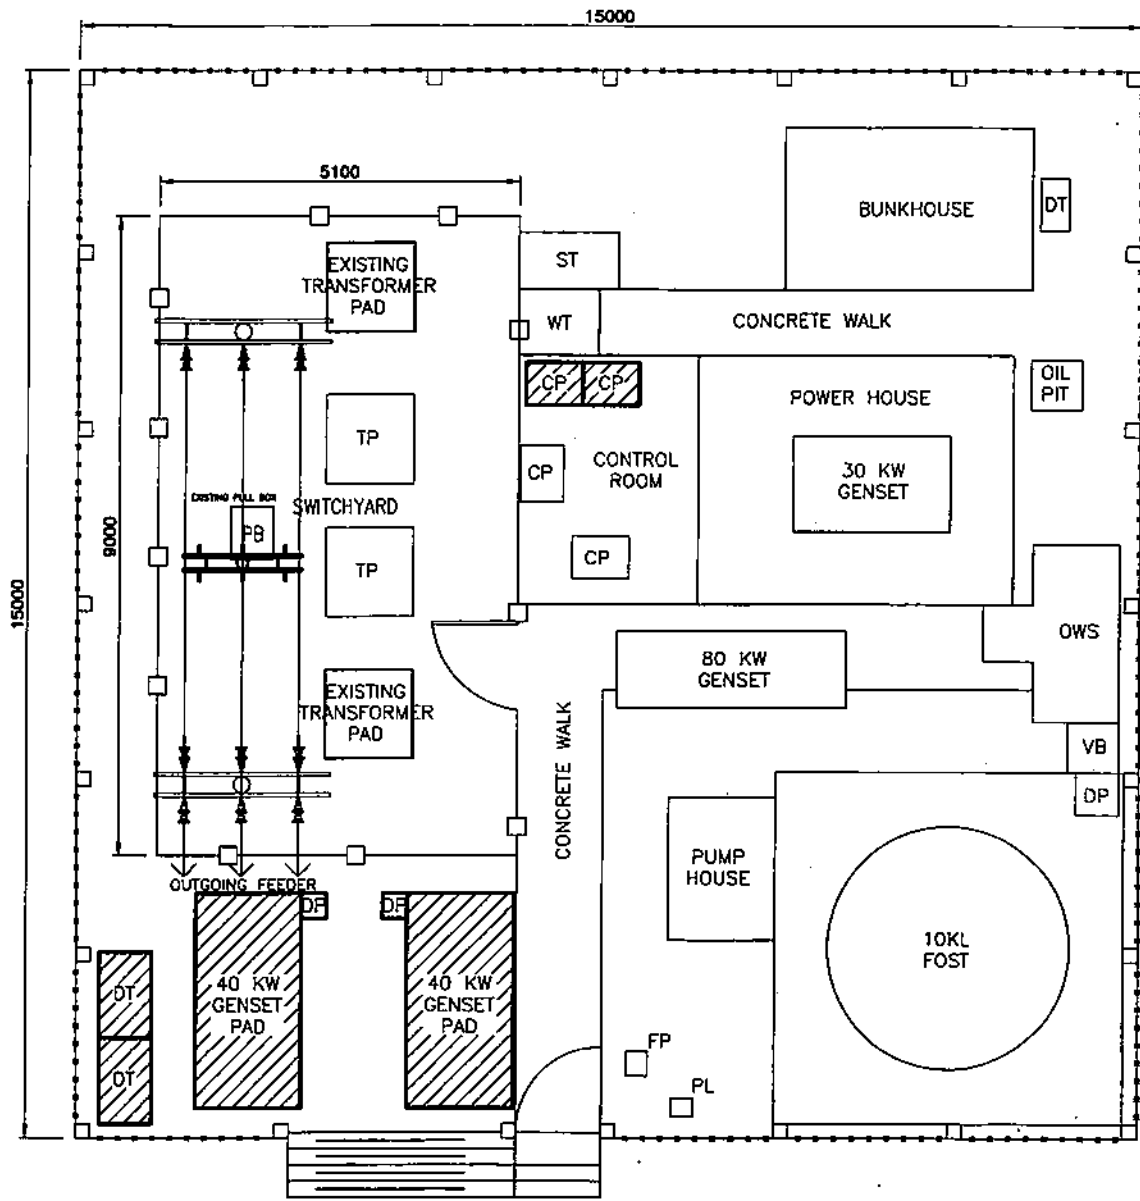 15000
5100
BUNKHOUSE
DT
EXISTING
TRANSFORMER
PAD
ST
WT
CONCRETE WALK
CP
CP
OIL
PIT
POWER HOUSE
TP
CP
CONTROL
ROOM
30 KW
GENSET
EXISTING PULL BOX
SWITCHYARD
PB
9000
CP
TP
15000
OWS
80 KW
GENSET
EXISTING
TRANSFORMER
PAD
VB
CONCRETE WALK
DP
PUMP
HOUSE
OUTGOING FEEDER
DP
DP
10KL
FOST
40 KW
GENSET
PAD
40 KW
GENSET
PAD
DT
DT
FP
PL